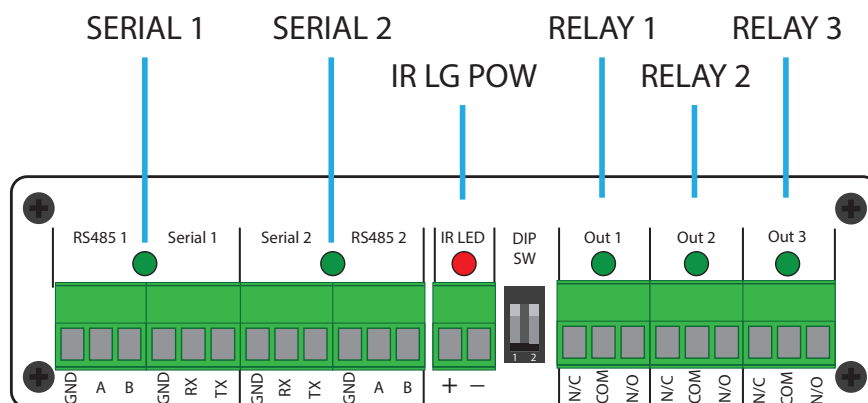 SERIAL 1 SERIAL 2 RELAY 1 RELAY 3
IR LG POW RELAY 2
RS485 1 Serial 1 Serial 2 RS485 2 IR LED DIP SW Out 1 Out 2 Out 3
1 2
GND A B GND RX TX GND RX TX GND A B + − N/C COM N/O N/C COM N/O N/C COM N/O